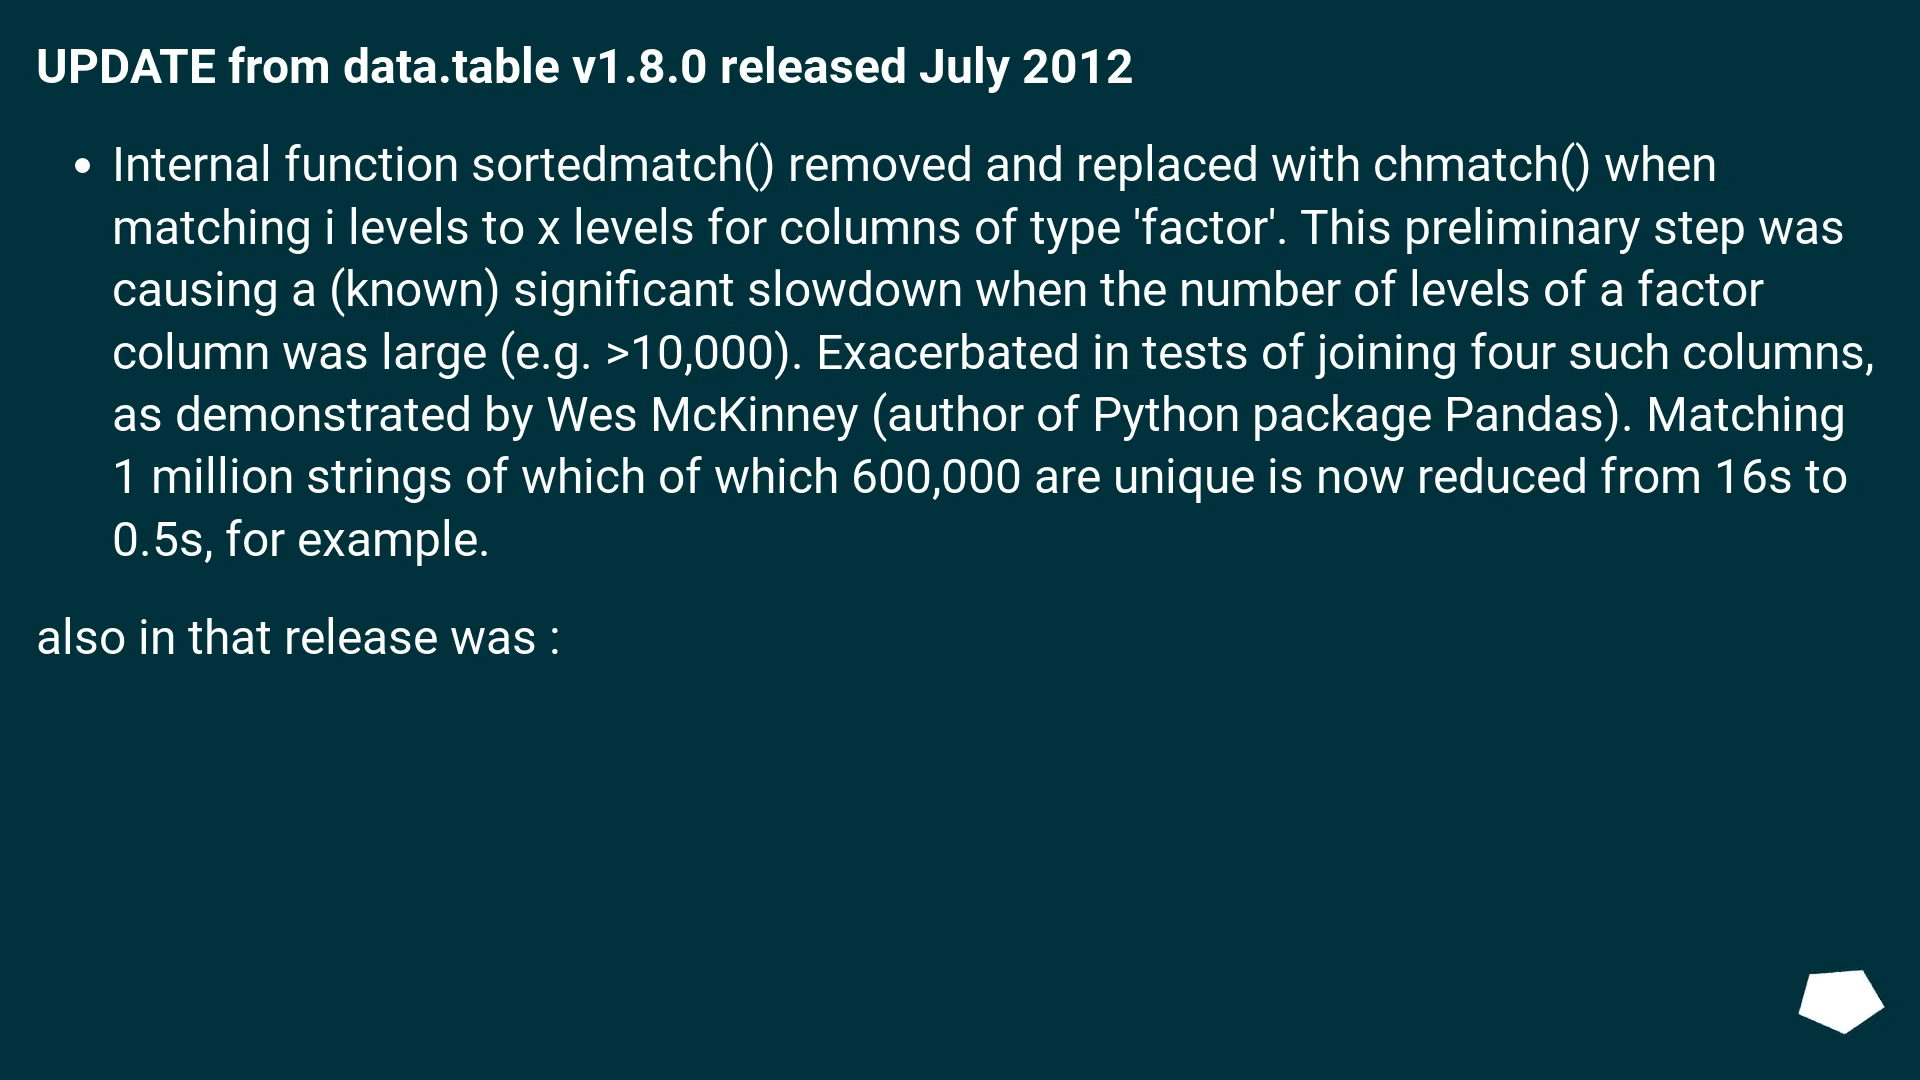 UPDATE from data.table v1.8.0 released July 2012
• Internal function sortedmatch() removed and replaced with chmatch() when
matching i levels to x levels for columns of type 'factor'. This preliminary step was
causing a (known) significant slowdown when the number of levels of a factor
column was large (e.g. >10,000). Exacerbated in tests of joining four such columns,
as demonstrated by Wes McKinney (author of Python package Pandas). Matching
1 million strings of which of which 600,000 are unique is now reduced from 16s to
0.5s, for example.
also in that release was :